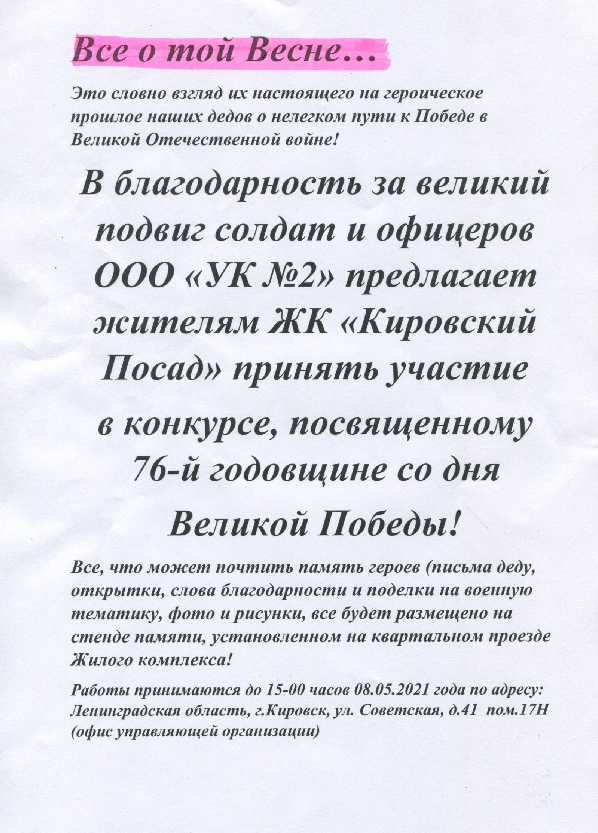 Все о той Весне...
Это словно взгляд их настоящего на героическое
прошлое наших дедов о нелегком пути к Победе в
Великой Отечественной войне!
В благодарность за великий
подвиг солдат и офицеров
ООО «УК №2» предлагает
жителям ЖК «Кировский
Посад» принять участие
в конкурсе, посвященному
76-й годовщине со дня
Великой Победы!
Все, что может почтить память героев (письма деду,
открытки, слова благодарности и поделки на военную
тематику, фото и рисунки, все будет размещено на
стенде памяти, установленном на квартальном проезде
Жилого комплекса!
Работы принимаются до 15-00 часов 08.05.2021 года по адресу:
Ленинградская область, г.Кировск, ул. Советская, д.41 пом.17Н
(офис управляющей организации)